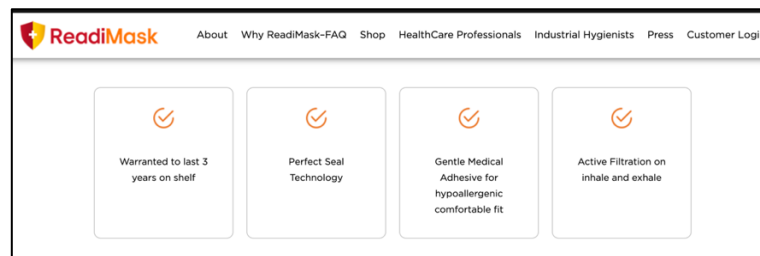 ReadiMask
About Why ReadiMask–FAQ Shop HealthCare Professionals Industrial Hygienists Press Customer Logi
Warranted to last 3
years on shelf
Perfect Seal
Technology
Gentle Medical
Adhesive for
hypoallergenic
comfortable fit
Active Filtration on
inhale and exhale